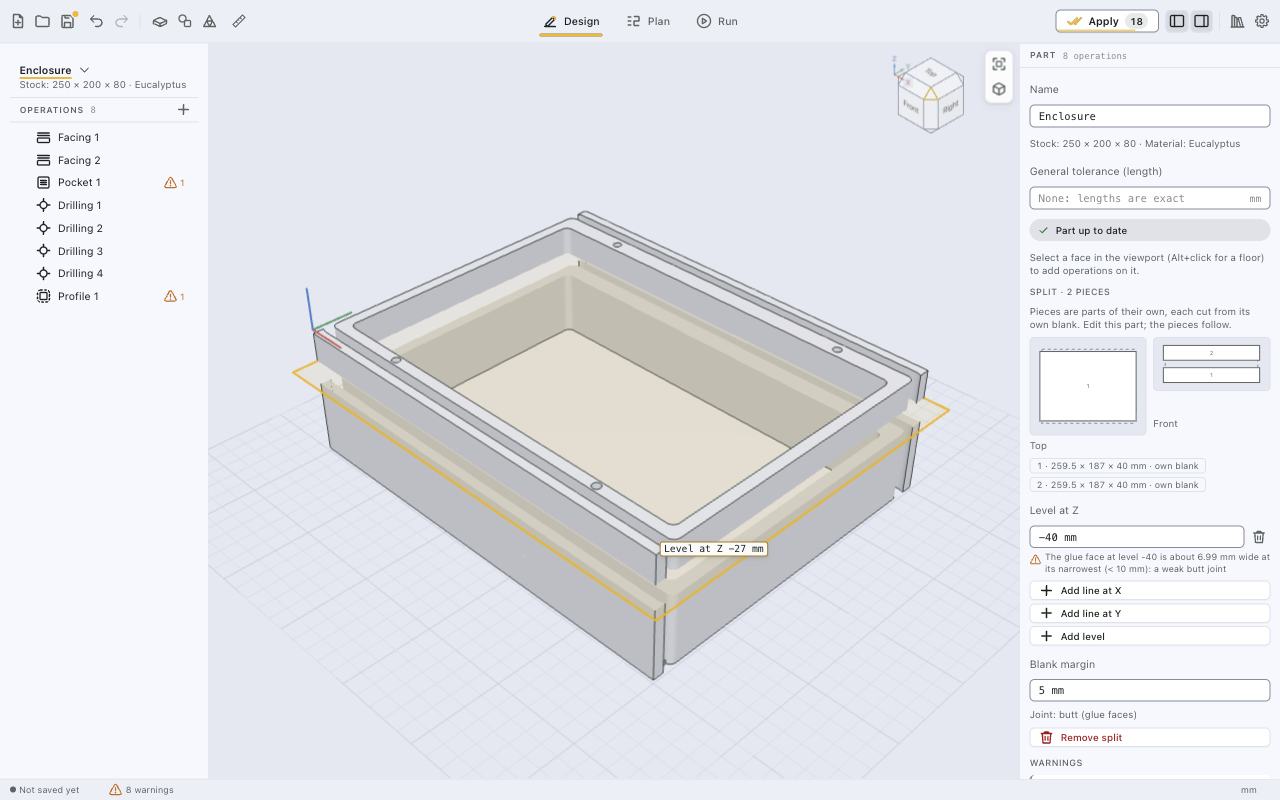 Design
Plan
Run
Apply 18
Enclosure
Stock: 250 × 200 × 80 · Eucalyptus
OPERATIONS 8
Facing 1
Facing 2
Pocket 1
1
Drilling 1
Drilling 2
Drilling 3
Drilling 4
Profile 1
1
Top
Front
Right
Z
Level at Z −27 mm
PART 8 operations
Name
Enclosure
Stock: 250 × 200 × 80 · Material: Eucalyptus
General tolerance (length)
None: lengths are exact mm
Part up to date
Select a face in the viewport (Alt+click for a floor)
to add operations on it.
SPLIT · 2 PIECES
Pieces are parts of their own, each cut from its
own blank. Edit this part; the pieces follow.
1
2
1
Front
Top
1 · 259.5 × 187 × 40 mm · own blank
2 · 259.5 × 187 × 40 mm · own blank
Level at Z
−40 mm
The glue face at level -40 is about 6.99 mm wide at
its narrowest (< 10 mm): a weak butt joint
Add line at X
Add line at Y
Add level
Blank margin
5 mm
Joint: butt (glue faces)
Remove split
WARNINGS
Not saved yet
8 warnings
mm